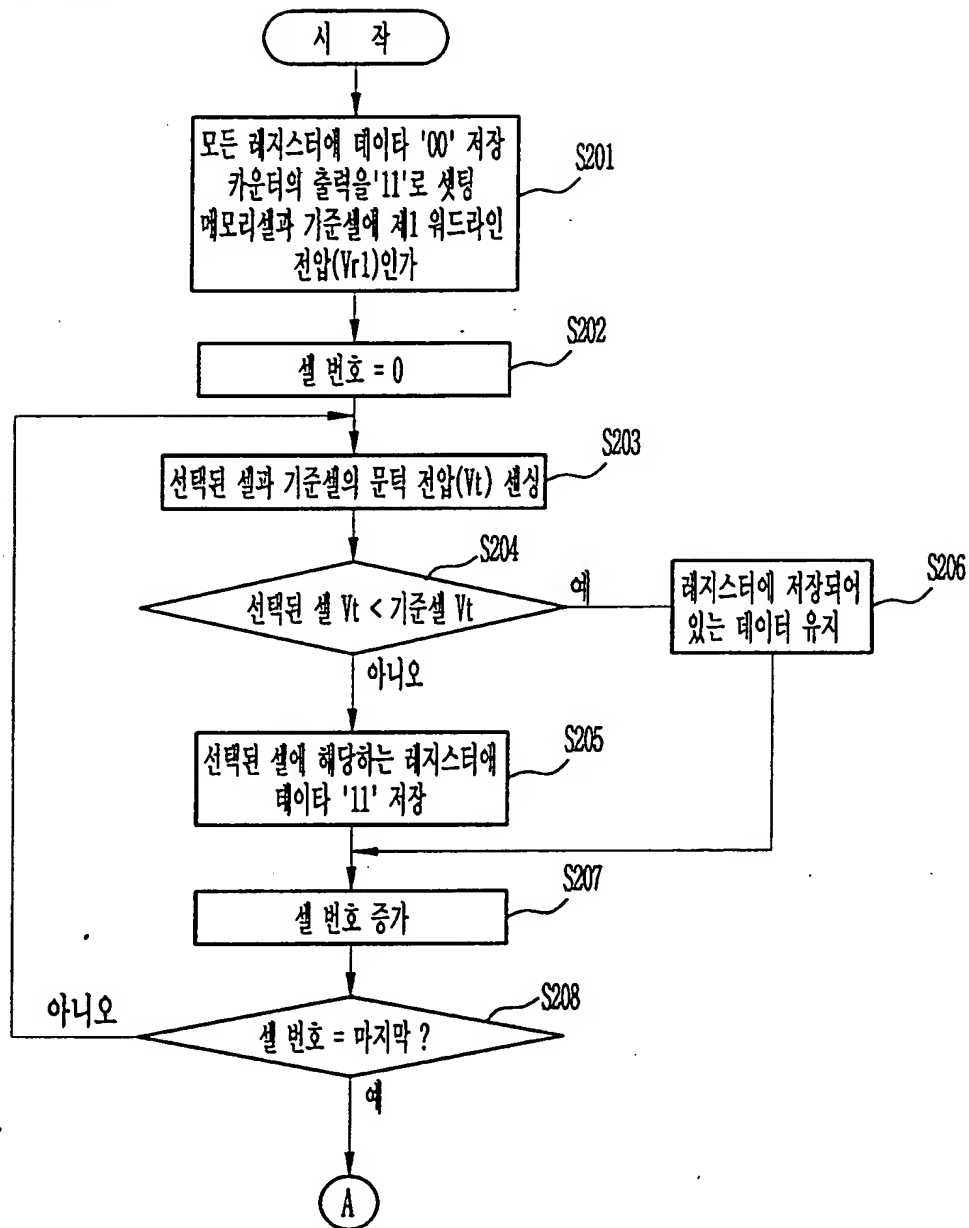 시 작
모든 레지스터에 데이타 '00' 저장
카운터의 출력을 '11'로 셋팅
메모리셀과 기준셀에 제1 워드라인
전압(Vr1)인가
S201
셀 번호 = 0
S202
선택된 셀과 기준셀의 문턱 전압(Vt) 센싱
S203
선택된 셀 Vt < 기준셀 Vt
S204
예
레지스터에 저장되어
있는 데이터 유지
S206
아니오
선택된 셀에 해당하는 레지스터에
데이타 '11' 저장
S205
셀 번호 증가
S207
셀 번호 = 마지막 ?
S208
아니오
예
A